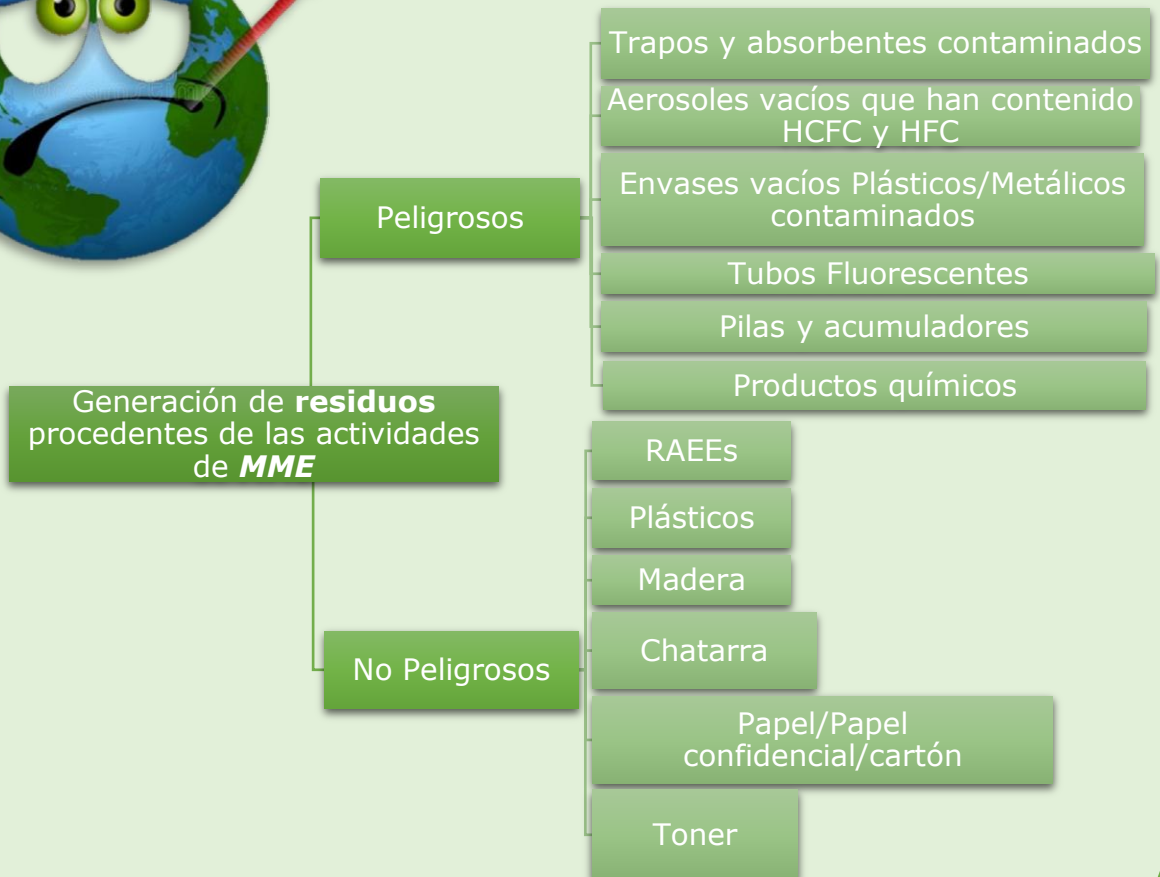 Trapos y absorbentes contaminados
Aerosoles vacíos que han contenido
HCFC y HFC
Envases vacíos Plásticos/Metálicos
contaminados
Peligrosos
Tubos Fluorescentes
Pilas y acumuladores
Productos químicos
Generación de residuos
procedentes de las actividades
de MME
RAEEs
Plásticos
Madera
Chatarra
No Peligrosos
Papel/Papel
confidencial/cartón
Toner